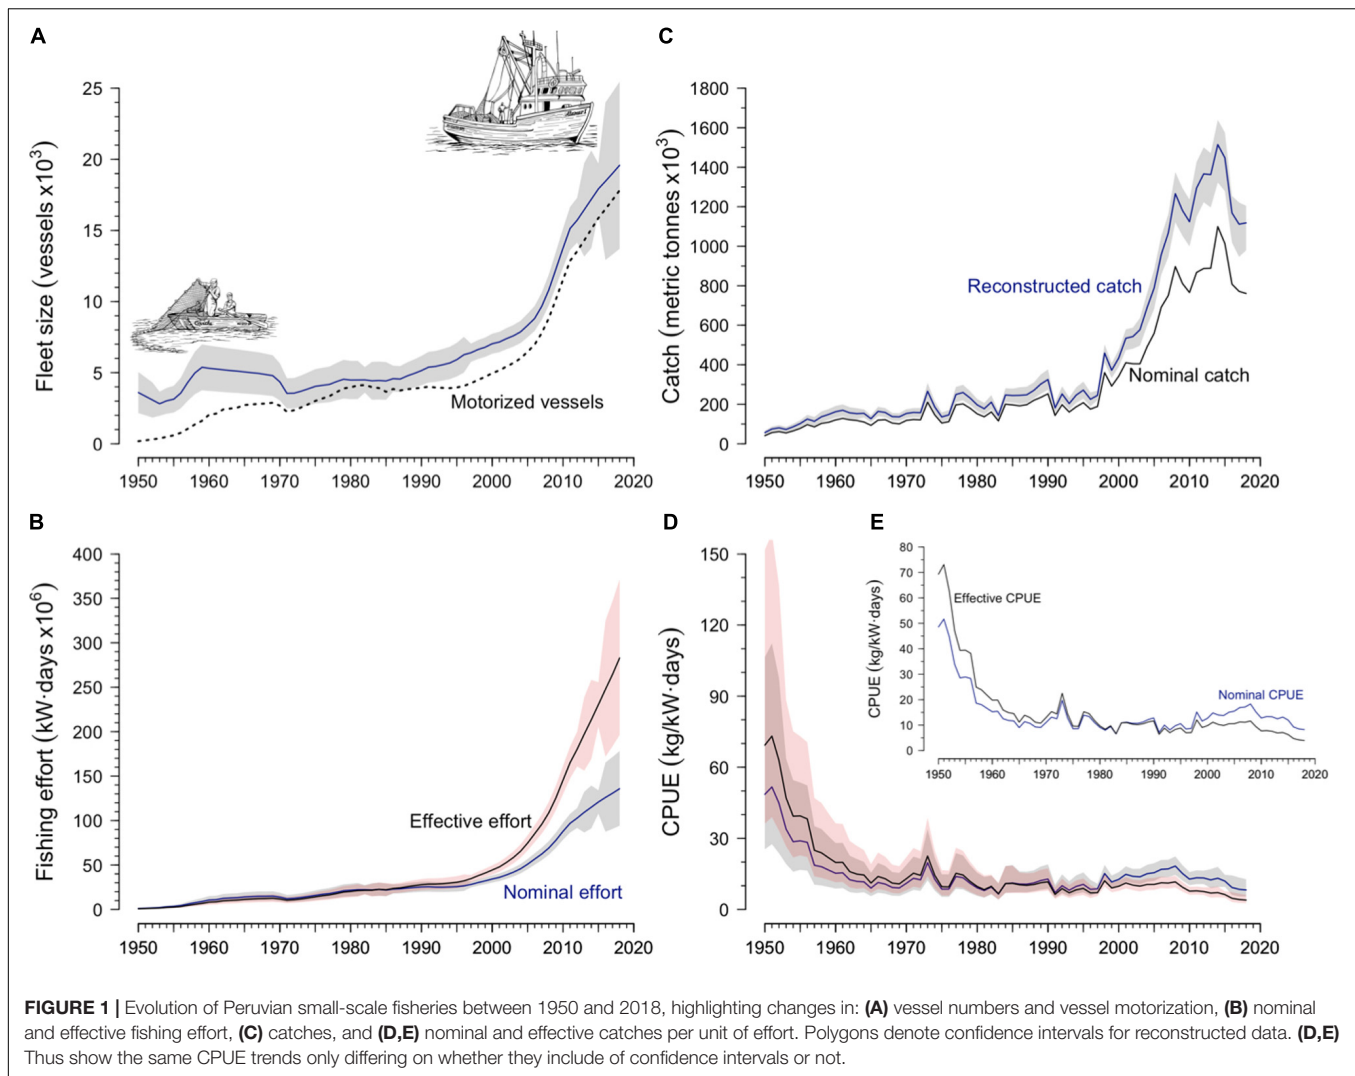 A
Fleet size (vessels x10³)
25
20
15
10
5
0
Motorized vessels
1950 1960 1970 1980 1990 2000 2010 2020
C
Catch (metric tonnes x10³)
1800
1600
1400
1200
1000
800
600
400
200
0
Reconstructed catch
Nominal catch
1950 1960 1970 1980 1990 2000 2010 2020
B
Fishing effort (kW·days x10⁶)
400
350
300
250
200
150
100
50
0
Effective effort
Nominal effort
1950 1960 1970 1980 1990 2000 2010 2020
D
CPUE (kg/kW·days)
150
120
90
60
30
0
1950 1960 1970 1980 1990 2000 2010 2020
E
CPUE (kg/kW·days)
80
70
60
50
40
30
20
10
0
Effective CPUE
Nominal CPUE
1950 1960 1970 1980 1990 2000 2010 2020
FIGURE 1 | Evolution of Peruvian small-scale fisheries between 1950 and 2018, highlighting changes in: (A) vessel numbers and vessel motorization, (B) nominal
and effective fishing effort, (C) catches, and (D,E) nominal and effective catches per unit of effort. Polygons denote confidence intervals for reconstructed data. (D,E)
Thus show the same CPUE trends only differing on whether they include of confidence intervals or not.